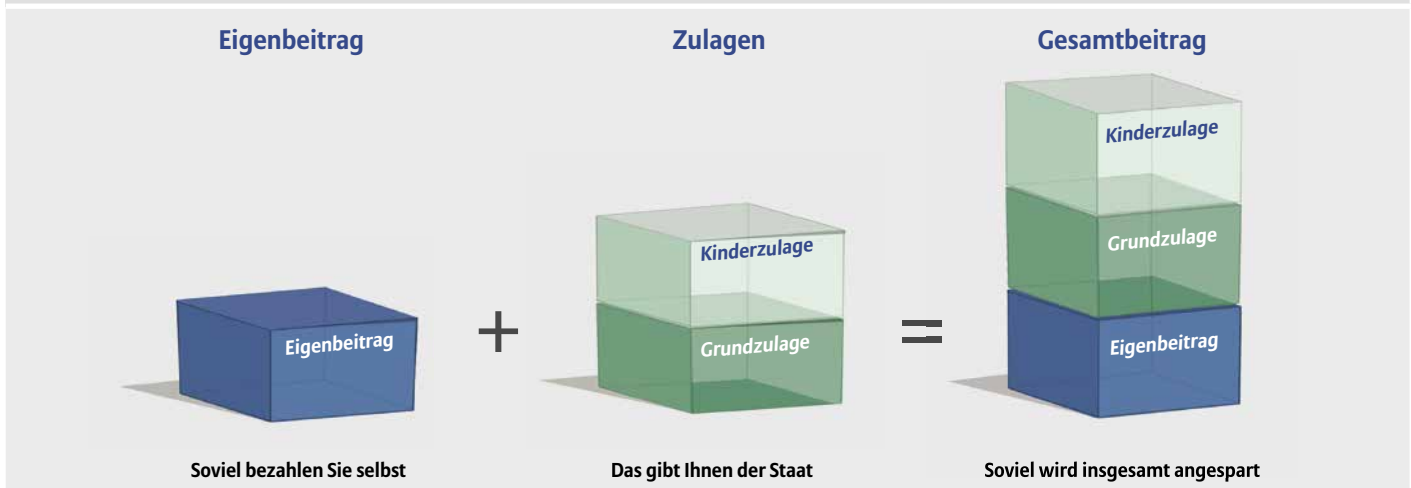 Eigenbeitrag
Zulagen
Gesamtbeitrag
Kinderzulage
Grundzulage
Eigenbeitrag
Kinderzulage
Grundzulage
Eigenbeitrag
+
=
Soviel bezahlen Sie selbst
Das gibt Ihnen der Staat
Soviel wird insgesamt angespart